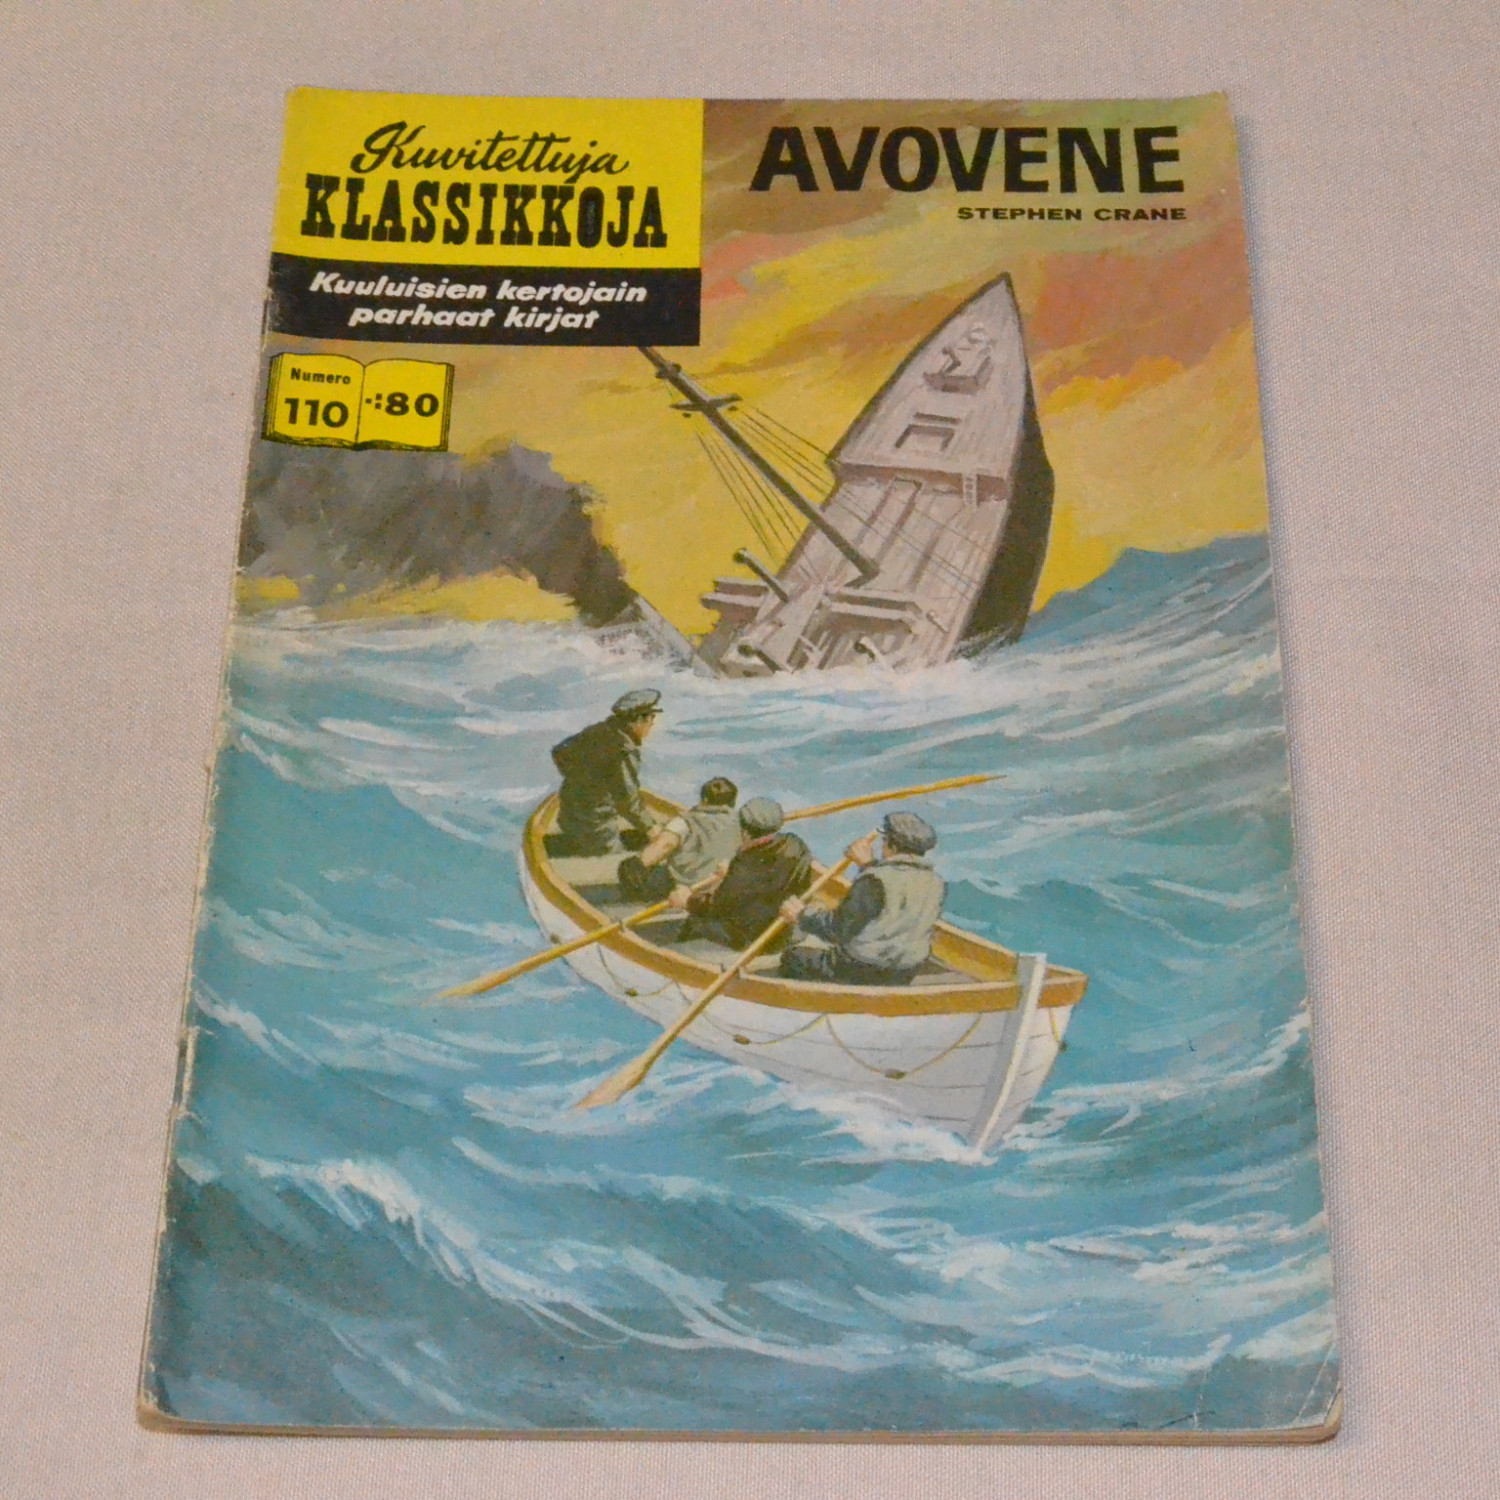 Kuvitettuja
KLASSIKKOJA
Kuuluisien kertojain
parhaat kirjat
Numero
110
-:80
AVOVENE
STEPHEN CRANE